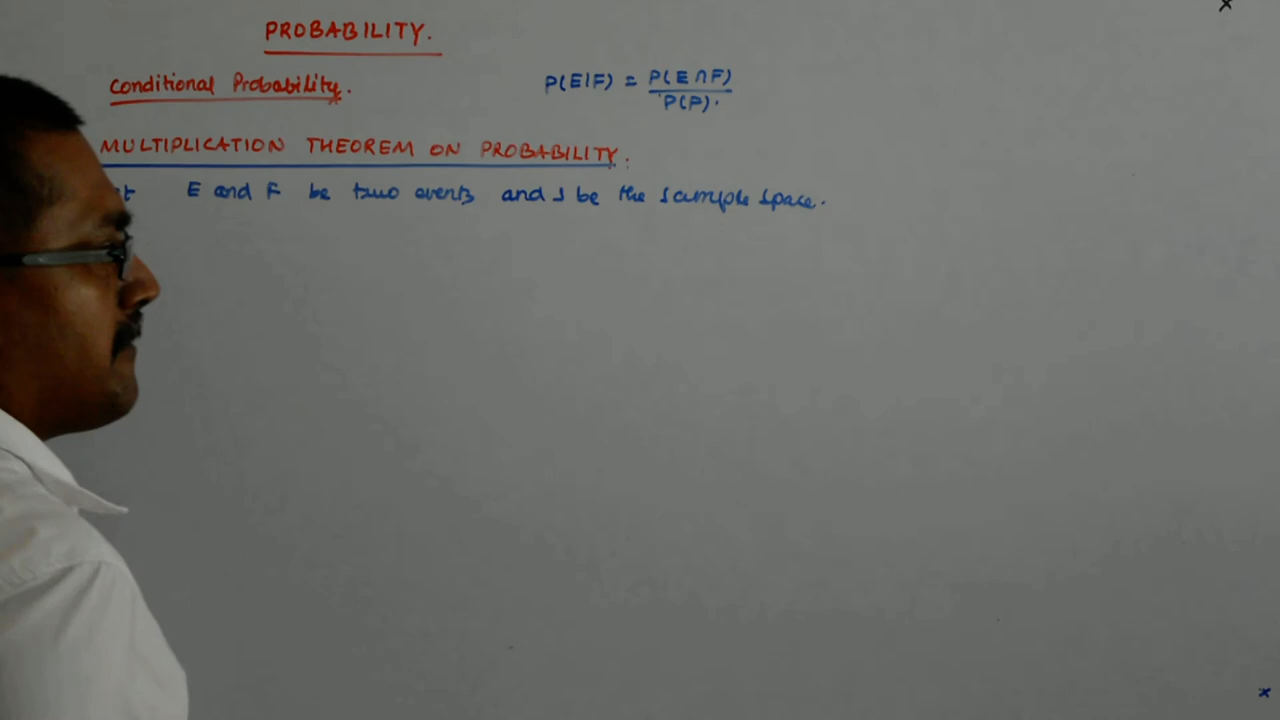 PROBABILITY.
Conditional Probability. P(E|F) = P(E ∩ F) / P(P).
MULTIPLICATION THEOREM ON PROBABILITY.:
E and F be two events and S be the sample space.